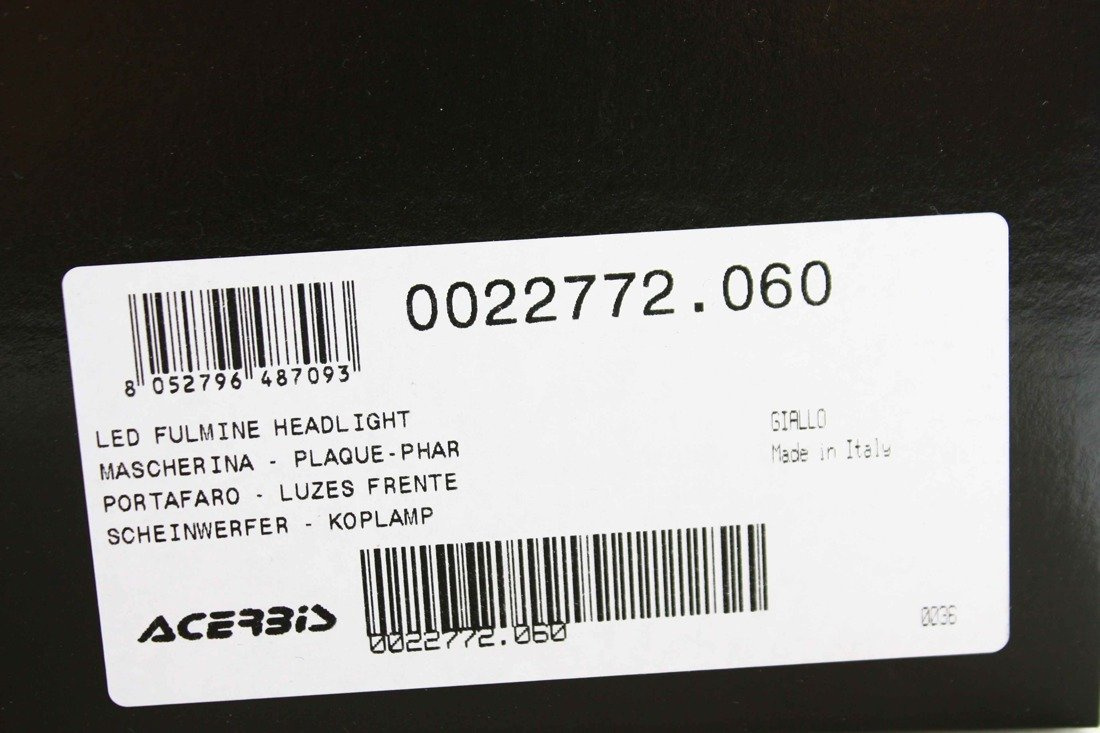 0022772.060
8 052796 487093
LED FULMINE HEADLIGHT
MASCHERINA - PLAQUE-PHAR
PORTAFARO - LUZES FRENTE
SCHEINWERFER - KOPLAMP
GIALLO
Made in Italy
ACERBIS
0022772.060
0036